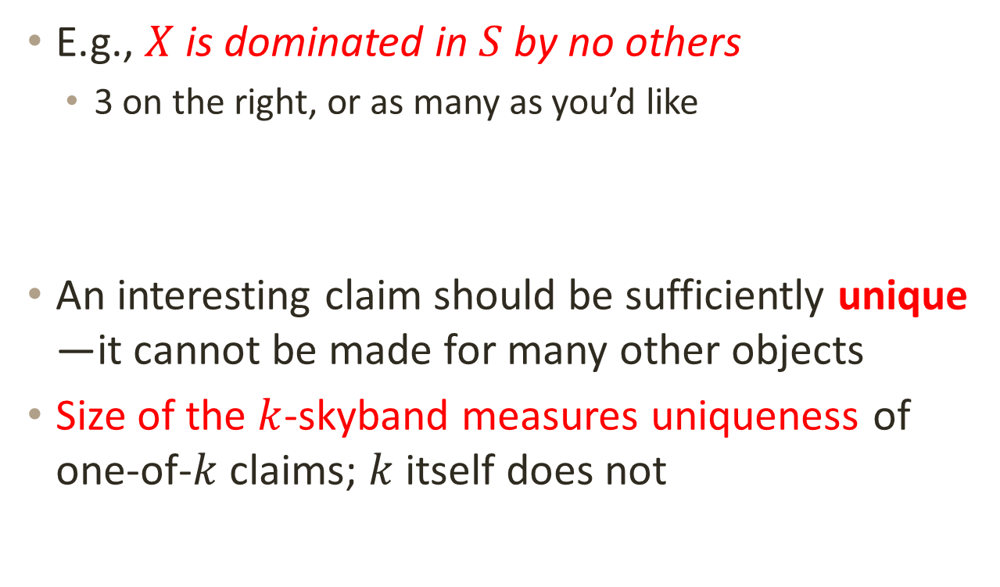 • E.g., X is dominated in S by no others
• 3 on the right, or as many as you’d like
• An interesting claim should be sufficiently unique
—it cannot be made for many other objects
• Size of the k-skyband measures uniqueness of
one-of-k claims; k itself does not